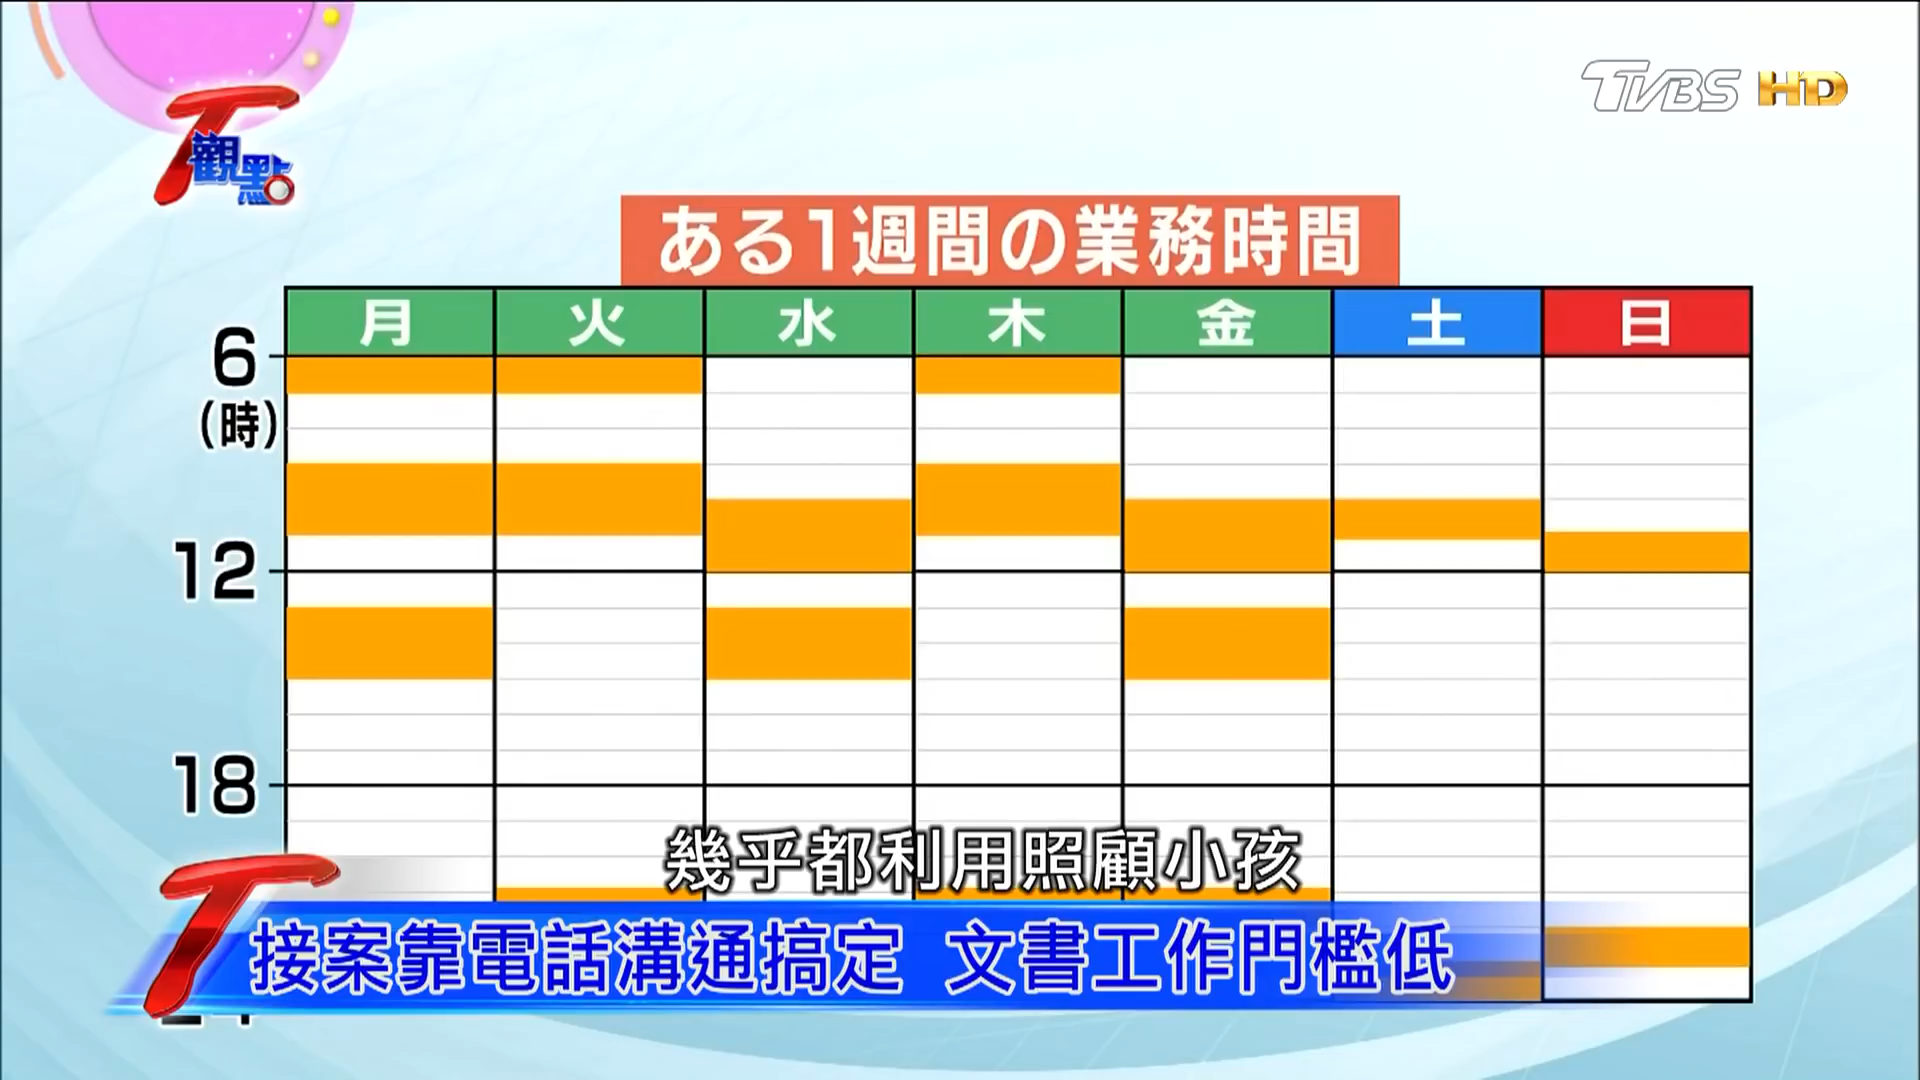 TVBS HD
T觀點
ある1週間の業務時間
月 火 水 木 金 土 日
6
(時)
12
18
幾乎都利用照顧小孩
接案靠電話溝通搞定 文書工作門檻低